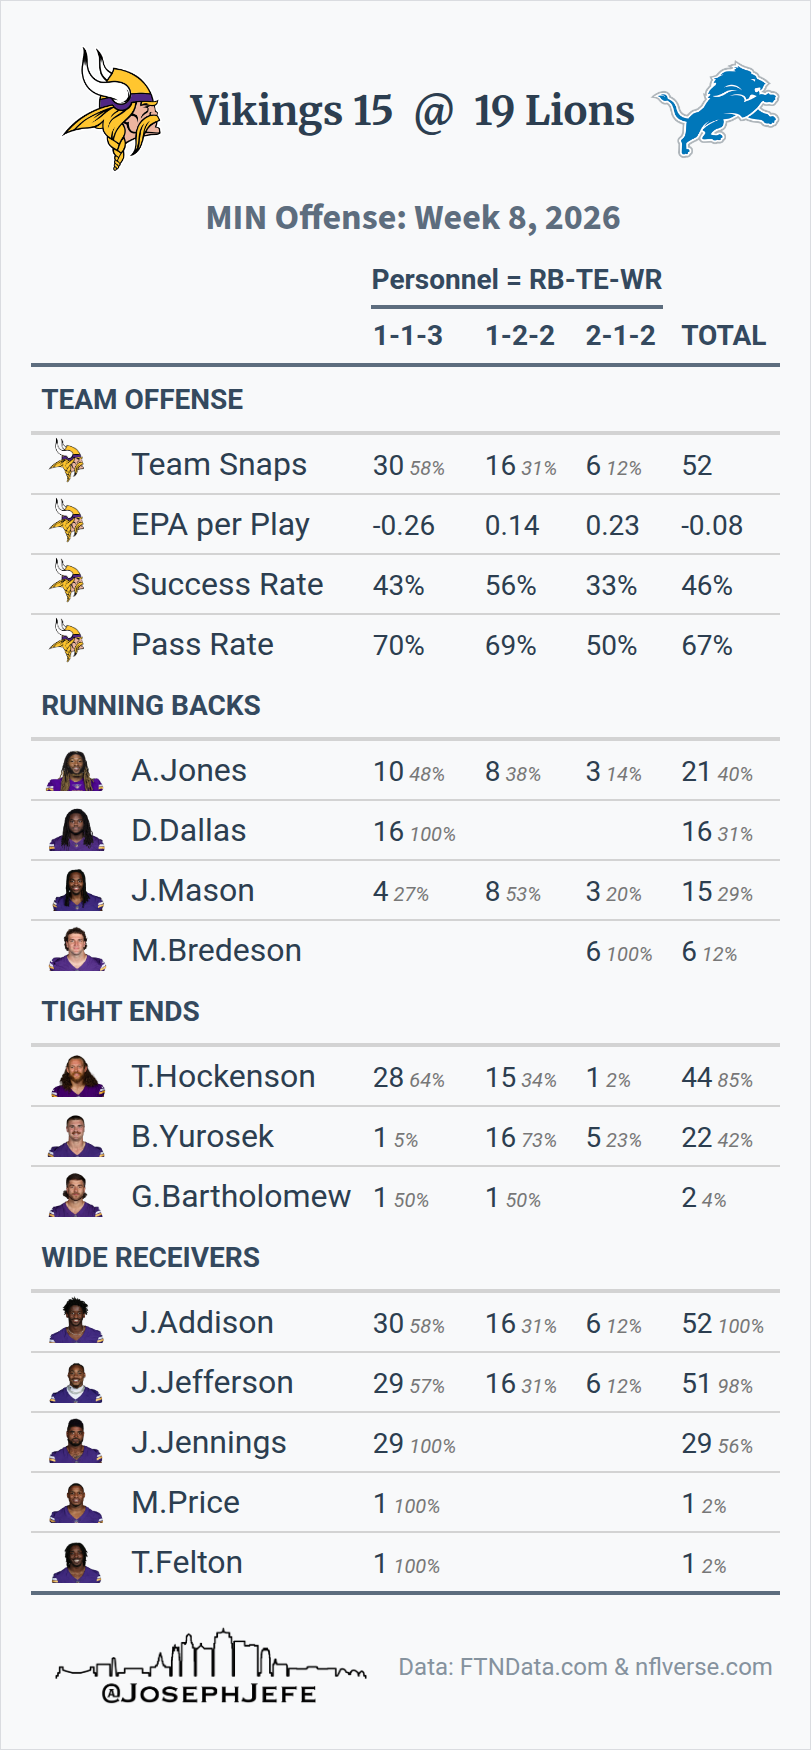 Vikings 15 @ 19 Lions
MIN Offense: Week 8, 2026
Personnel = RB-TE-WR
1-1-3 1-2-2 2-1-2 TOTAL
TEAM OFFENSE
Team Snaps 30 58% 16 31% 6 12% 52
EPA per Play -0.26 0.14 0.23 -0.08
Success Rate 43% 56% 33% 46%
Pass Rate 70% 69% 50% 67%
RUNNING BACKS
A.Jones 10 48% 8 38% 3 14% 21 40%
D.Dallas 16 100% 16 31%
J.Mason 4 27% 8 53% 3 20% 15 29%
M.Bredeson 6 100% 6 12%
TIGHT ENDS
T.Hockenson 28 64% 15 34% 1 2% 44 85%
B.Yurosek 1 5% 16 73% 5 23% 22 42%
G.Bartholomew 1 50% 1 50% 2 4%
WIDE RECEIVERS
J.Addison 30 58% 16 31% 6 12% 52 100%
J.Jefferson 29 57% 16 31% 6 12% 51 98%
J.Jennings 29 100% 29 56%
M.Price 1 100% 1 2%
T.Felton 1 100% 1 2%
@JosephJefe
Data: FTNData.com & nflverse.com